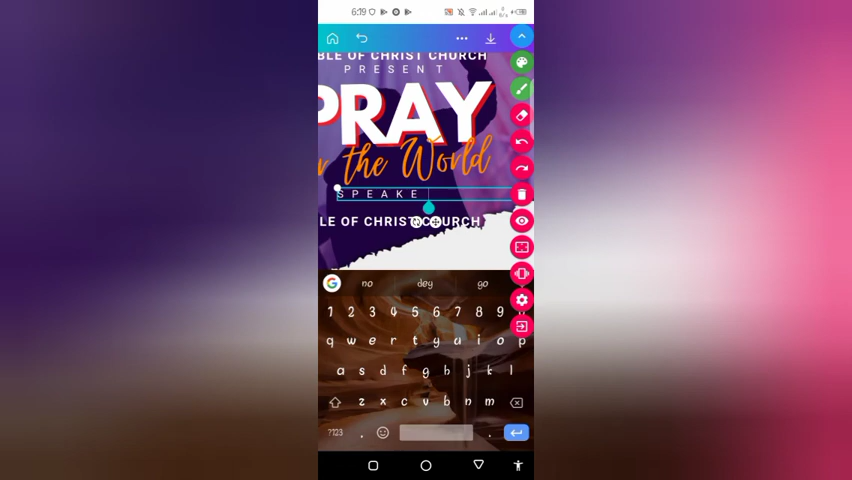 6:19
0
B/s
BLE OF CHRIST CHURCH
PRESENT
PRAY
r the World
SPEAKE
LE OF CHRIST CHURCH
no dey go
1 2 3 4 5 6 7 8 9
q w e r t y u i o p
a s d f g h j k l
z x c v b n m
?123 , .